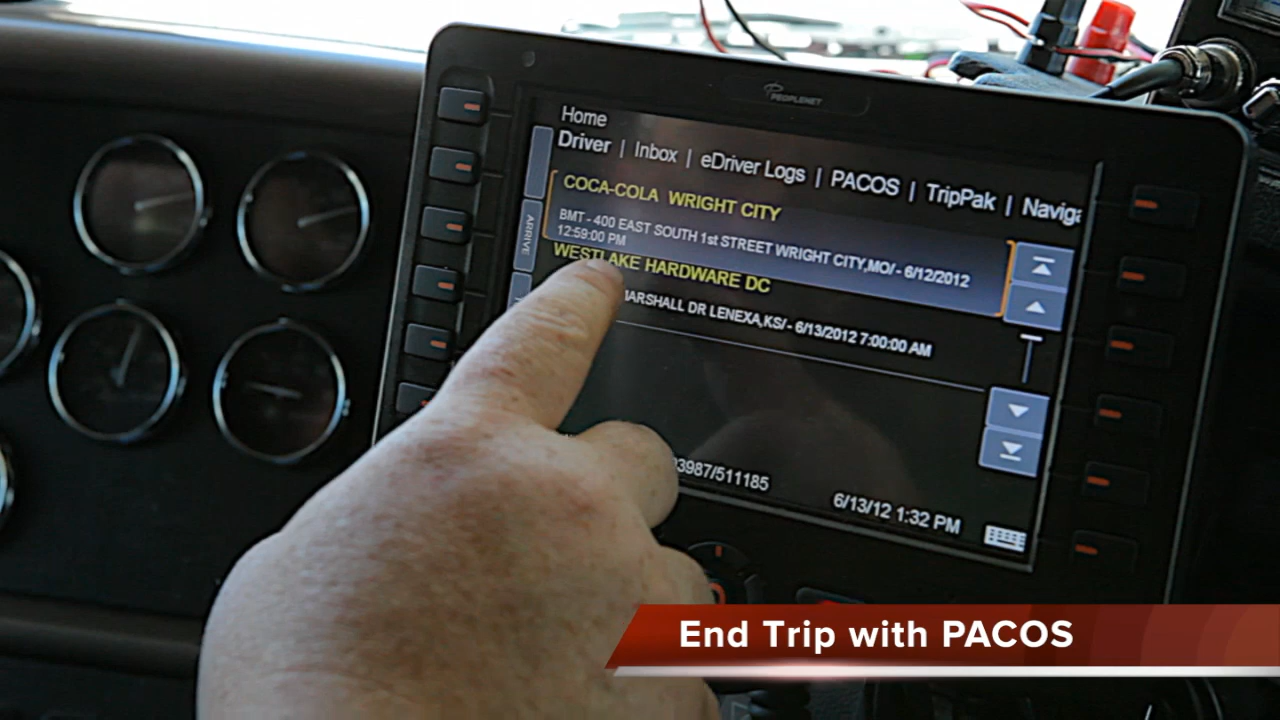 PEOPLENET
Home
Driver | Inbox | eDriver Logs | PACOS | TripPak | Naviga
COCA-COLA WRIGHT CITY
BMT - 400 EAST SOUTH 1st STREET WRIGHT CITY,MO/ - 6/12/2012
12:59:00 PM
ARRIVE
WESTLAKE HARDWARE DC
MARSHALL DR LENEXA,KS/ - 6/13/2012 7:00:00 AM
3987/511185
6/13/12 1:32 PM
End Trip with PACOS